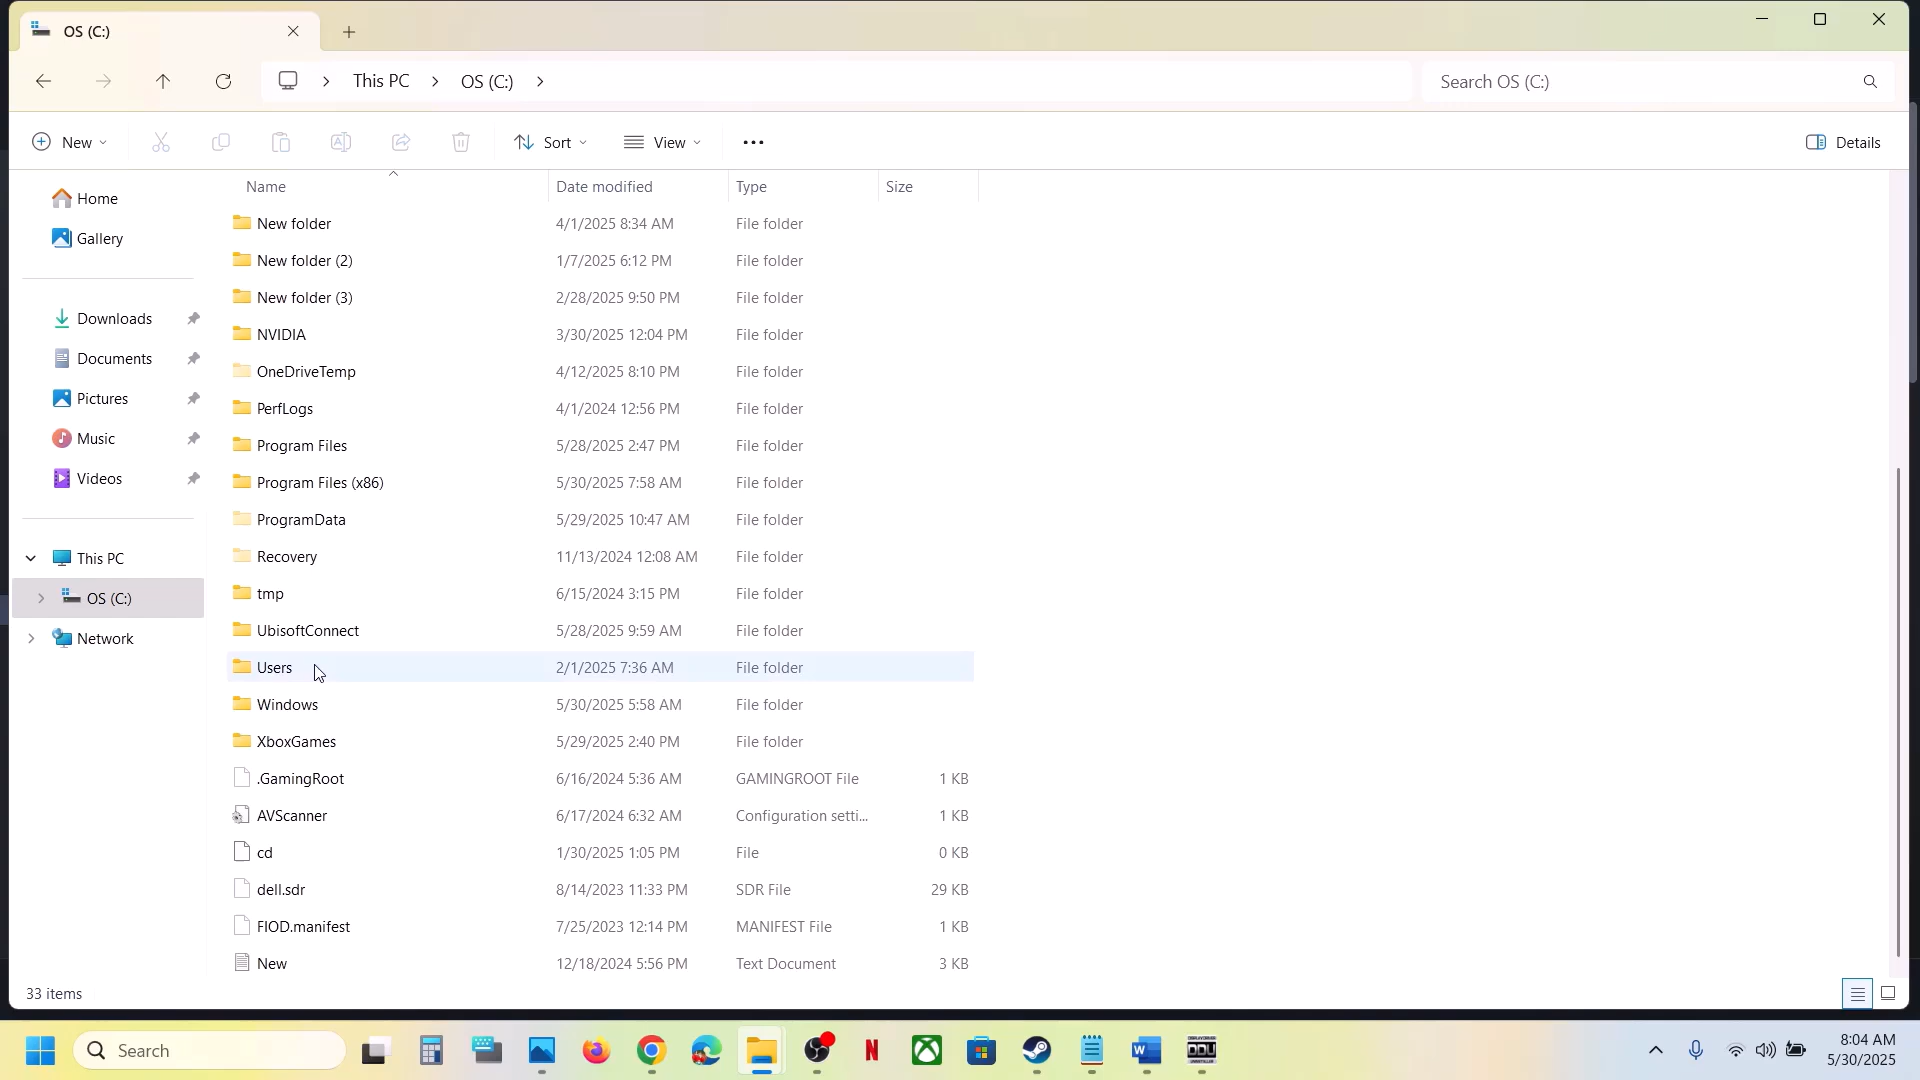 OS (C:)
This PC
OS (C:)
Search OS (C:)
New
Sort
View
Details
Name
Date modified
Type
Size
Home
Gallery
Downloads
Documents
Pictures
Music
Videos
This PC
OS (C:)
Network
New folder 4/1/2025 8:34 AM File folder
New folder (2) 1/7/2025 6:12 PM File folder
New folder (3) 2/28/2025 9:50 PM File folder
NVIDIA 3/30/2025 12:04 PM File folder
OneDriveTemp 4/12/2025 8:10 PM File folder
PerfLogs 4/1/2024 12:56 PM File folder
Program Files 5/28/2025 2:47 PM File folder
Program Files (x86) 5/30/2025 7:58 AM File folder
ProgramData 5/29/2025 10:47 AM File folder
Recovery 11/13/2024 12:08 AM File folder
tmp 6/15/2024 3:15 PM File folder
UbisoftConnect 5/28/2025 9:59 AM File folder
Users 2/1/2025 7:36 AM File folder
Windows 5/30/2025 5:58 AM File folder
XboxGames 5/29/2025 2:40 PM File folder
.GamingRoot 6/16/2024 5:36 AM GAMINGROOT File 1 KB
AVScanner 6/17/2024 6:32 AM Configuration setti... 1 KB
cd 1/30/2025 1:05 PM File 0 KB
dell.sdr 8/14/2023 11:33 PM SDR File 29 KB
FIOD.manifest 7/25/2023 12:14 PM MANIFEST File 1 KB
New 12/18/2024 5:56 PM Text Document 3 KB
33 items
Search
N
W
DDU
8:04 AM
5/30/2025